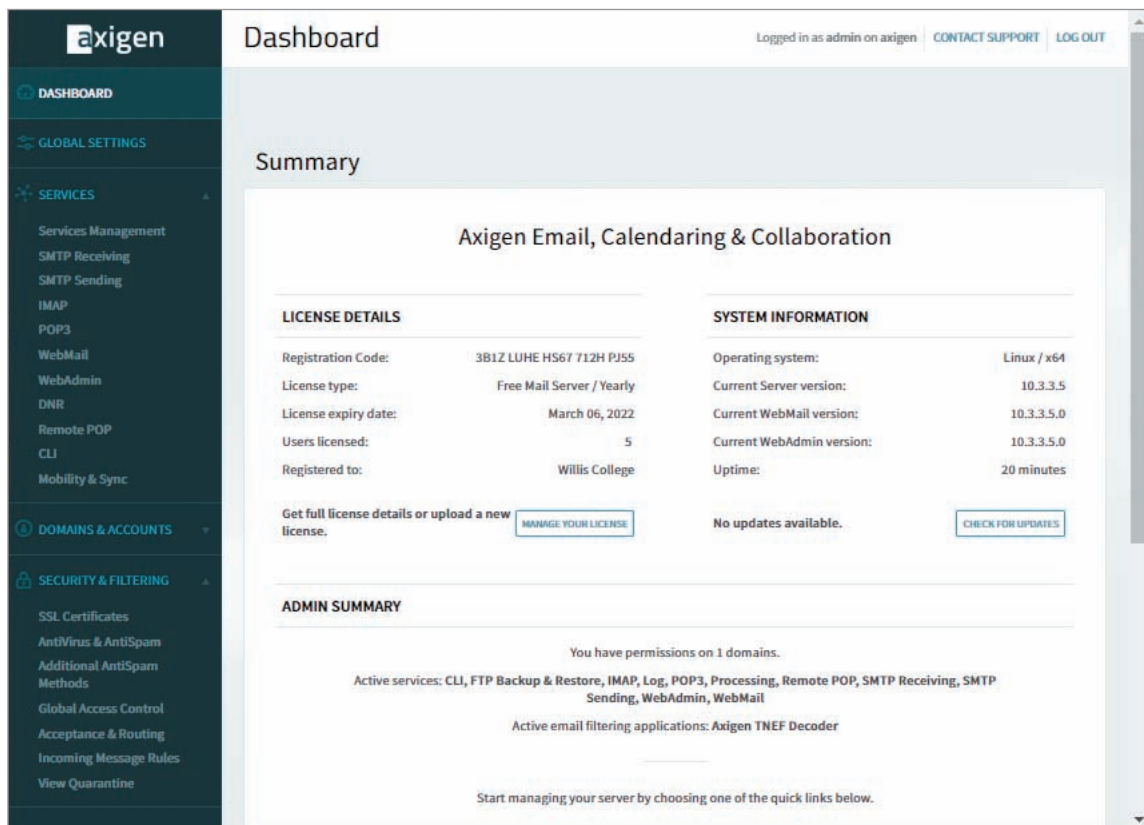 axigen
Dashboard
Logged in as admin on axigen
CONTACT SUPPORT
LOG OUT
DASHBOARD
GLOBAL SETTINGS
SERVICES
Services Management
SMTP Receiving
SMTP Sending
IMAP
POP3
WebMail
WebAdmin
DNR
Remote POP
CLI
Mobility & Sync
DOMAINS & ACCOUNTS
SECURITY & FILTERING
SSL Certificates
AntiVirus & AntiSpam
Additional AntiSpam
Methods
Global Access Control
Acceptance & Routing
Incoming Message Rules
View Quarantine
Summary
Axigen Email, Calendaring & Collaboration
LICENSE DETAILS
Registration Code: 3B1Z LUHE HS67 712H PJ55
License type: Free Mail Server / Yearly
License expiry date: March 06, 2022
Users licensed: 5
Registered to: Willis College
Get full license details or upload a new
license.
MANAGE YOUR LICENSE
SYSTEM INFORMATION
Operating system: Linux / x64
Current Server version: 10.3.3.5
Current WebMail version: 10.3.3.5.0
Current WebAdmin version: 10.3.3.5.0
Uptime: 20 minutes
No updates available.
CHECK FOR UPDATES
ADMIN SUMMARY
You have permissions on 1 domains.
Active services: CLI, FTP Backup & Restore, IMAP, Log, POP3, Processing, Remote POP, SMTP Receiving, SMTP
Sending, WebAdmin, WebMail
Active email filtering applications: Axigen TNEF Decoder
Start managing your server by choosing one of the quick links below.